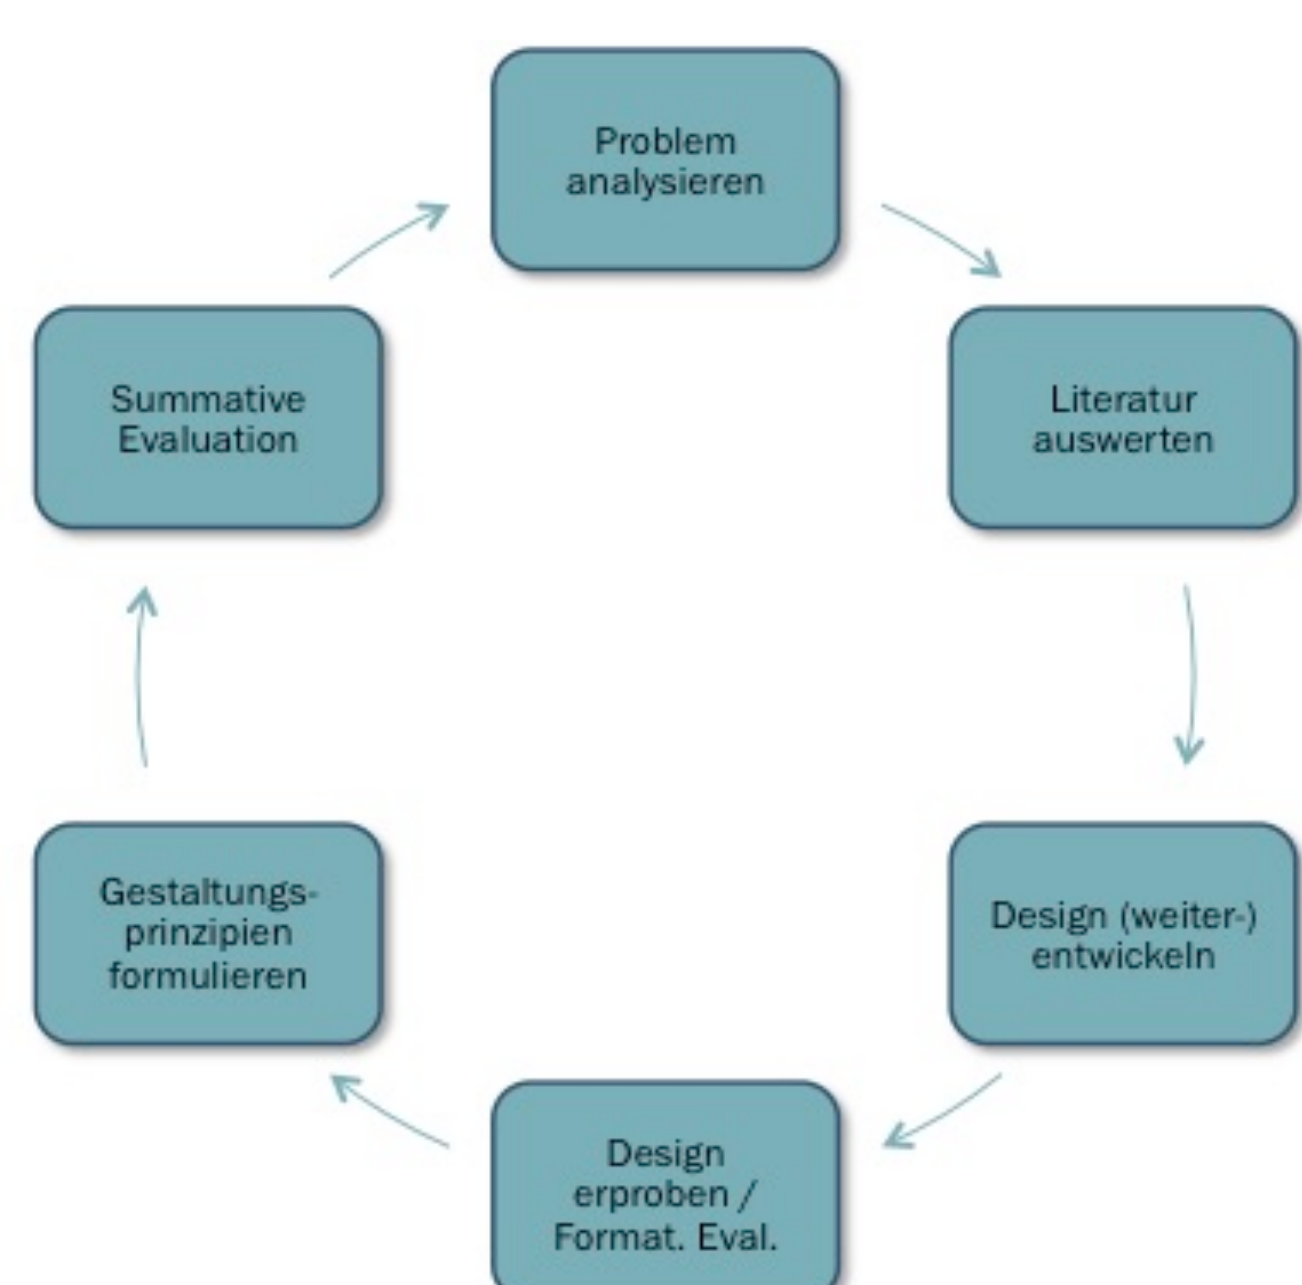 Problem
analysieren
Literatur
auswerten
Design (weiter-)
entwickeln
Design
erproben /
Format. Eval.
Gestaltungs-
prinzipien
formulieren
Summative
Evaluation